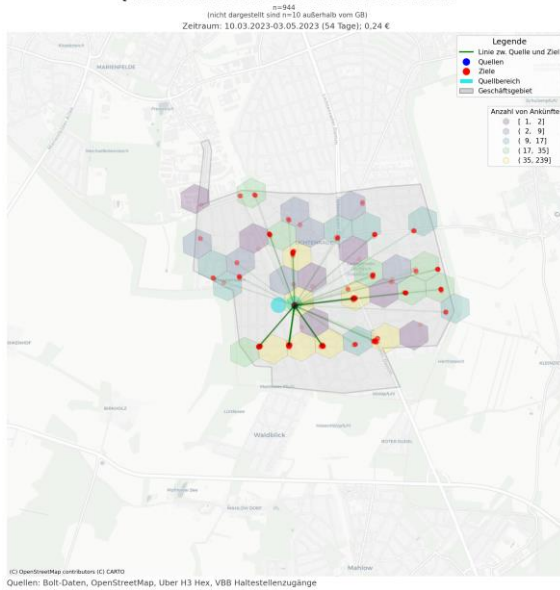 n=944
(nicht dargestellt sind n=10 außerhalb vom GB)
Zeitraum: 10.03.2023-03.05.2023 (54 Tage); 0,24 €
Legende
Linie zw. Quelle und Ziel
Quellen
Ziele
Quellbereich
Geschäftsgebiet
Anzahl von Ankünfte
[ 1, 2]
( 2, 9]
( 9, 17]
( 17, 35]
( 35, 239]
MARIENFELDE
Waldblick
BIRKHOLZ
MAHLOW DORF
Mahlow
(C) OpenStreetMap contributors (C) CARTO
Quellen: Bolt-Daten, OpenStreetMap, Uber H3 Hex, VBB Haltestellenzugänge